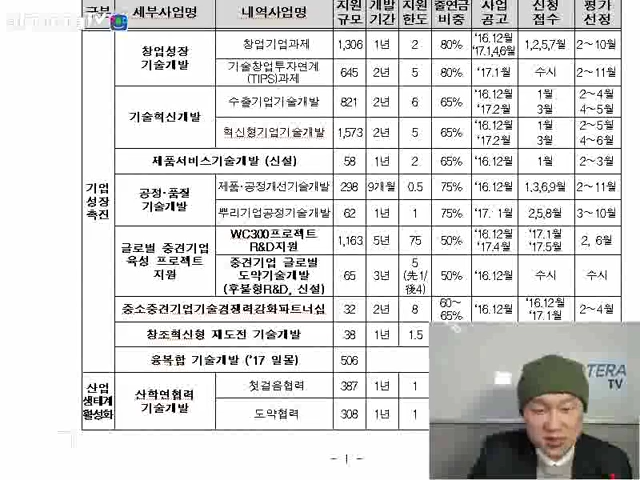 구분 세부사업명 내역사업명 지원 규모 개발 기간 지원 한도 출연금 비중 사업 공고 신청 접수 평가 선정
기업 성장 촉진
창업성장 기술개발
창업기업과제 1,306 1년 2 80% '16.12월 '17.1,4,6월 1,2,5,7월 2~10월
기술창업투자연계 (TIPS)과제 645 2년 5 80% '17.1월 수시 2~11월
기술혁신개발
수출기업기술개발 821 2년 6 65% '16.12월 '17.2월 1월 3월 2~4월 4~5월
혁신형기업기술개발 1,573 2년 5 65% '16.12월 '17.2월 1월 3월 2~5월 4~6월
제품서비스기술개발 (신설) 58 1년 2 65% '16.12월 1월 2~3월
공정·품질 기술개발
제품·공정개선기술개발 298 9개월 0.5 75% '16.12월 1,3,6,9월 2~11월
뿌리기업공정기술개발 62 1년 1 75% '17. 1월 2,5,8월 3~10월
글로벌 중견기업 육성 프로젝트 지원
WC300프로젝트 R&D지원 1,163 5년 75 50% '16.12월 '17.4월 '17.1월 '17.5월 2, 6월
중견기업 글로벌 도약기술개발 (후불형R&D, 신설) 65 3년 5 (先1/ 後4) 50% '16.12월 수시 수시
중소중견기업기술경쟁력강화파트너십 32 2년 8 60~ 65% '16.12월 '16.12월 '17.1월 2~4월
창조혁신형 재도전 기술개발 38 1년 1.5
융복합 기술개발 ('17 일몰) 506
산업 생태계 활성화
산학연협력 기술개발
첫걸음협력 387 1년 1
도약협력 308 1년 1
- 1 -
TERA
TV